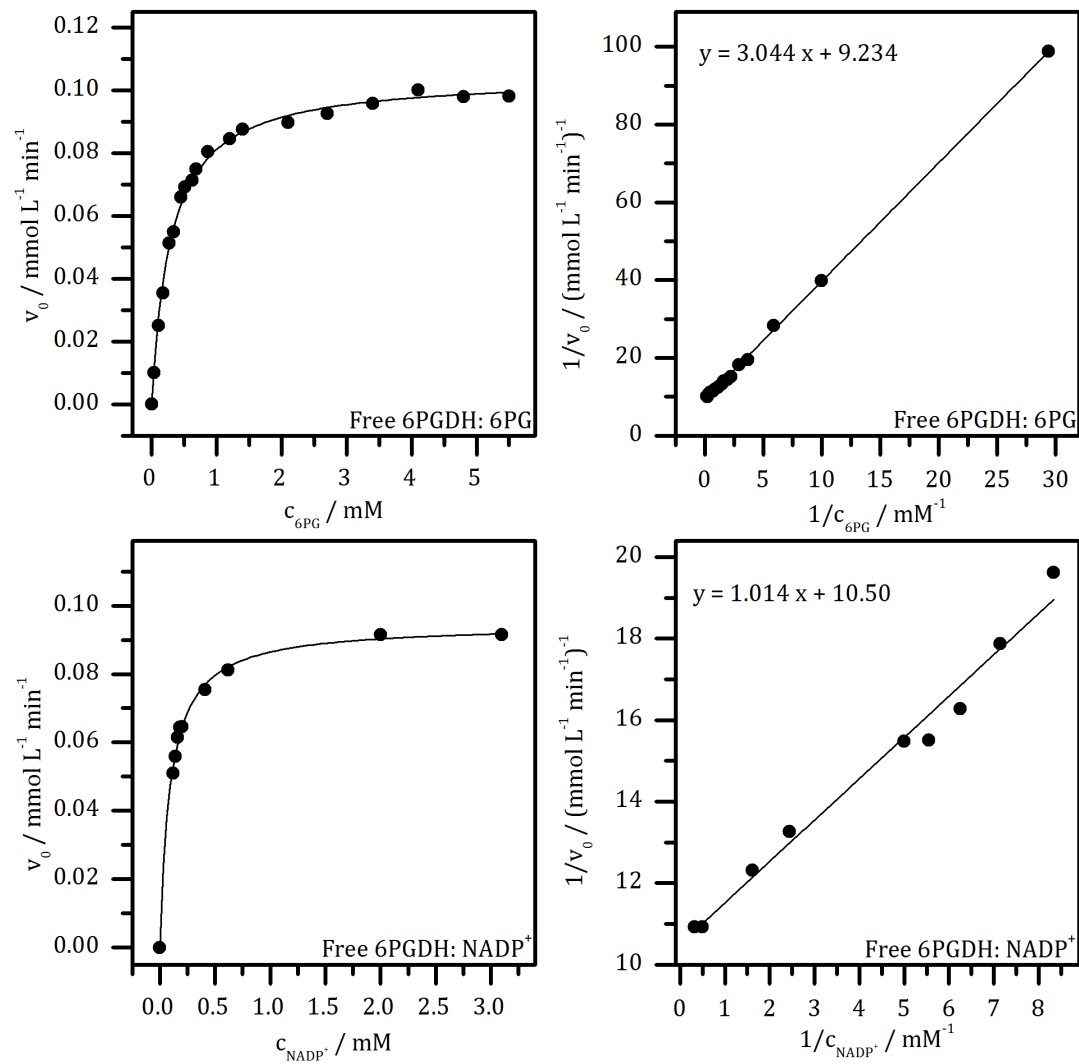 0.12
0.10
0.08
0.06
0.04
0.02
0.00
v₀ / mmol L⁻¹ min⁻¹
Free 6PGDH: 6PG
0 1 2 3 4 5
c₆PG / mM
100
80
60
40
20
0
1/v₀ / (mmol L⁻¹ min⁻¹)⁻¹
y = 3.044 x + 9.234
Free 6PGDH: 6PG
0 5 10 15 20 25 30
1/c₆PG / mM⁻¹
0.10
0.08
0.06
0.04
0.02
0.00
v₀ / mmol L⁻¹ min⁻¹
Free 6PGDH: NADP⁺
0.0 0.5 1.0 1.5 2.0 2.5 3.0
cNADP⁺ / mM
20
18
16
14
12
10
1/v₀ / (mmol L⁻¹ min⁻¹)⁻¹
y = 1.014 x + 10.50
Free 6PGDH: NADP⁺
0 1 2 3 4 5 6 7 8
1/cNADP⁺ / mM⁻¹